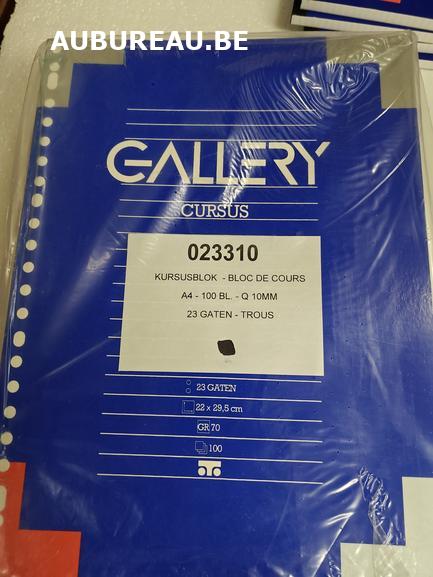 AUBUREAU.BE
GALLERY
CURSUS
023310
KURSUSBLOK - BLOC DE COURS
A4 - 100 BL. - Q 10MM
23 GATEN - TROUS
23 GATEN
22 x 29,5 cm
GR 70
100